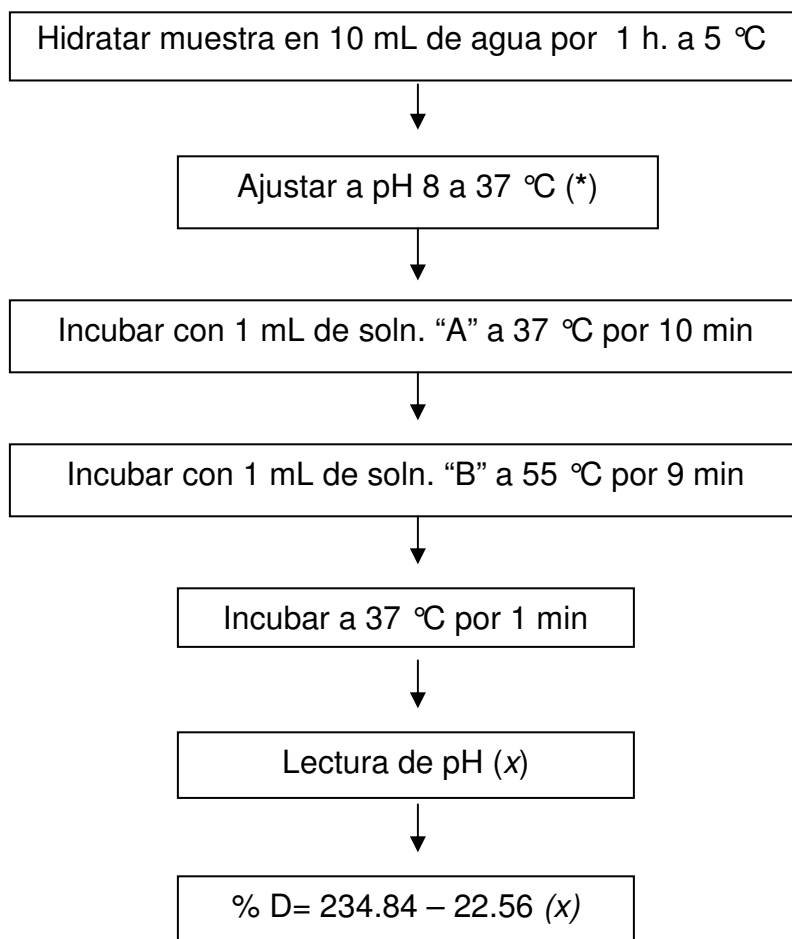 Hidratar muestra en 10 mL de agua por 1 h. a 5 °C
Ajustar a pH 8 a 37 °C (*)
Incubar con 1 mL de soln. “A” a 37 °C por 10 min
Incubar con 1 mL de soln. “B” a 55 °C por 9 min
Incubar a 37 °C por 1 min
Lectura de pH (x)
% D= 234.84 – 22.56 (x)